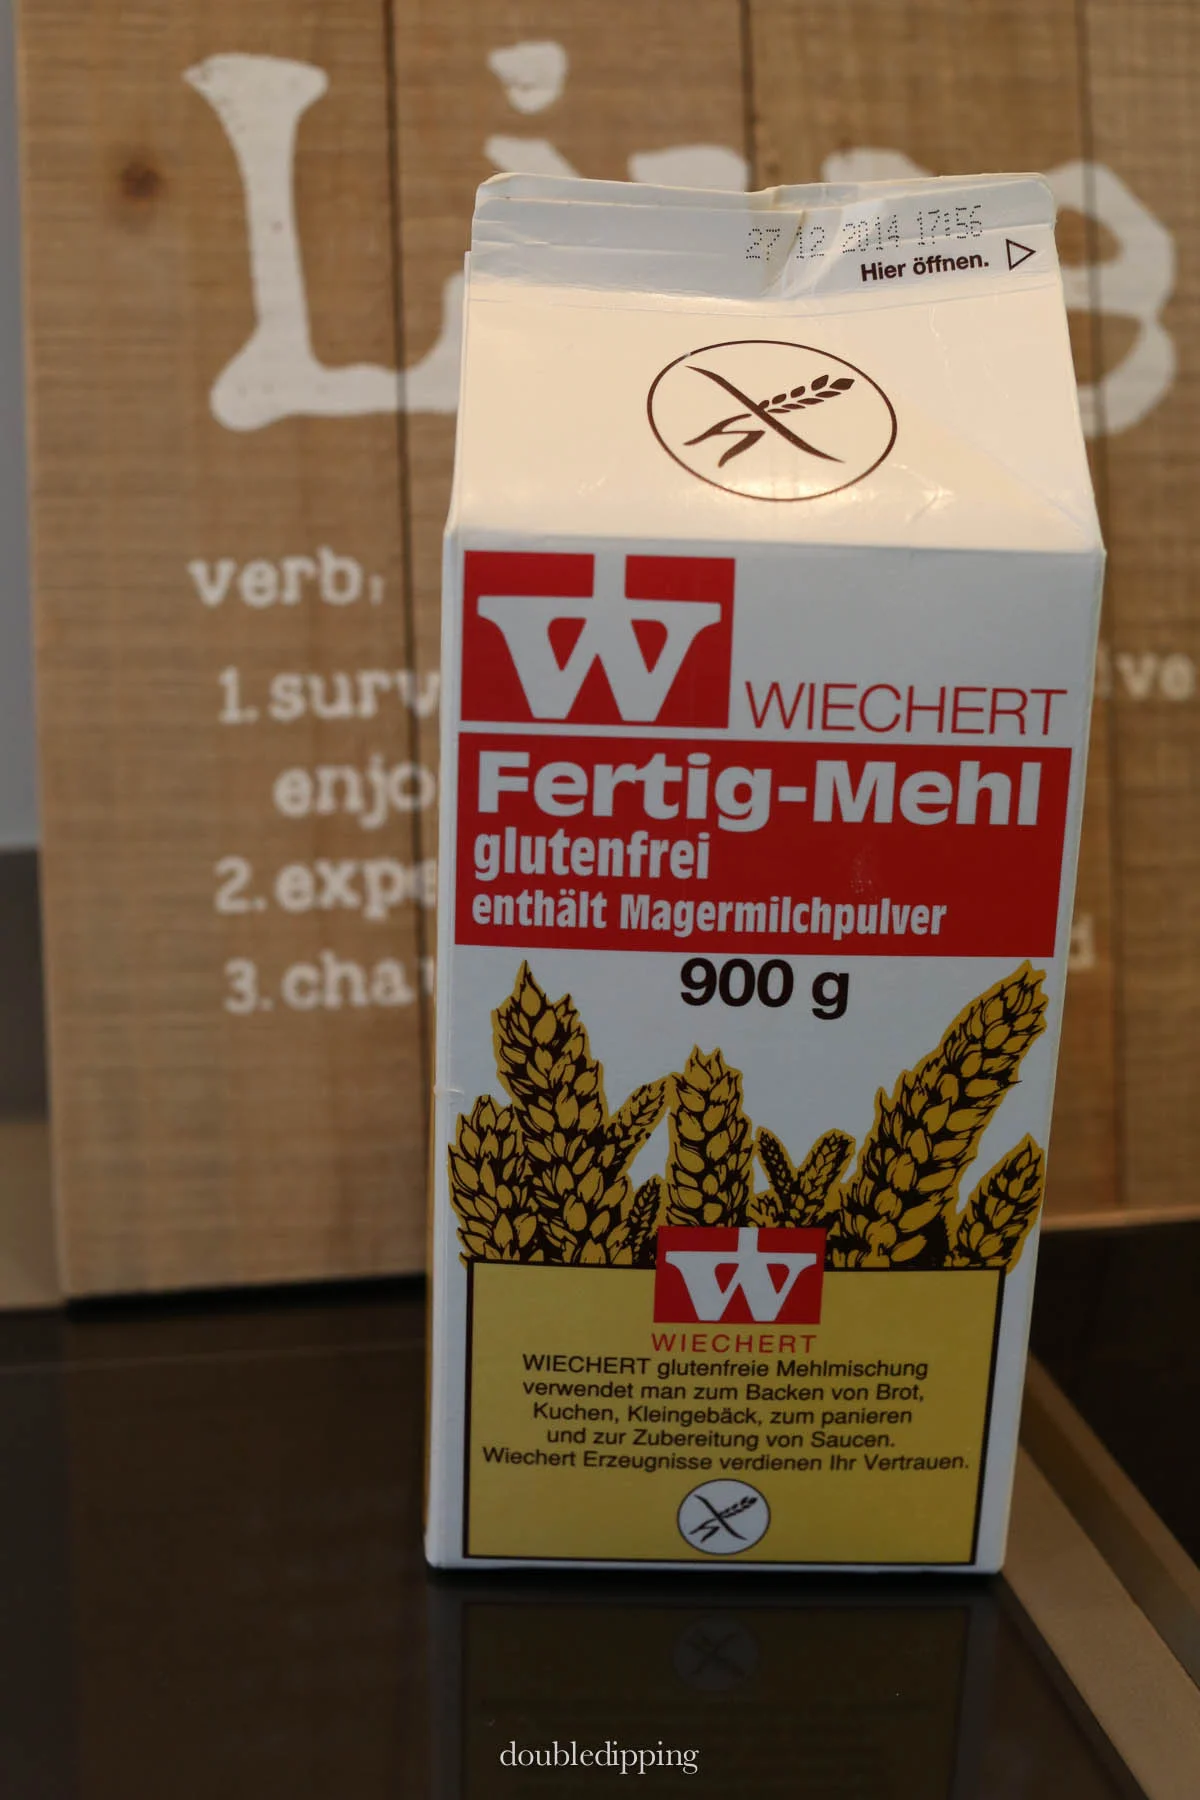 Live
verb:
1. surv
enjo
2. expe
3. cha
ve
d
27 12 2014 17:56
Hier öffnen.
W WIECHERT
Fertig-Mehl
glutenfrei
enthält Magermilchpulver
900 g
W
WIECHERT
WIECHERT glutenfreie Mehlmischung
verwendet man zum Backen von Brot,
Kuchen, Kleingebäck, zum panieren
und zur Zubereitung von Saucen.
Wiechert Erzeugnisse verdienen Ihr Vertrauen.
doubledipping